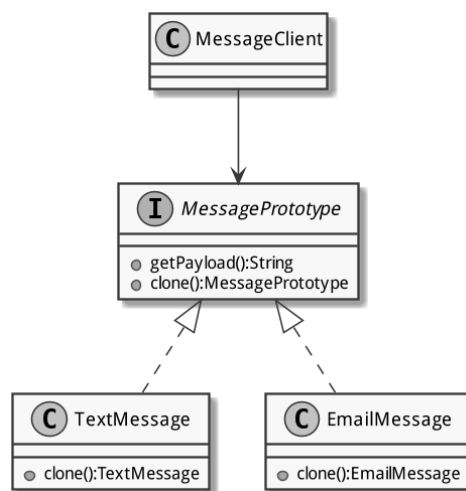 C MessageClient
I MessagePrototype
getPayload():String
clone():MessagePrototype
C TextMessage
C EmailMessage
clone():TextMessage
clone():EmailMessage